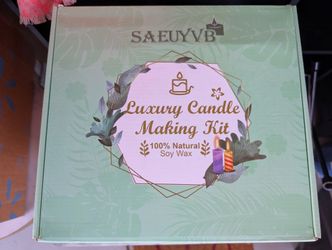 SAEUYVB
Luxury Candle
Making Kit
100% Natural
Soy Wax